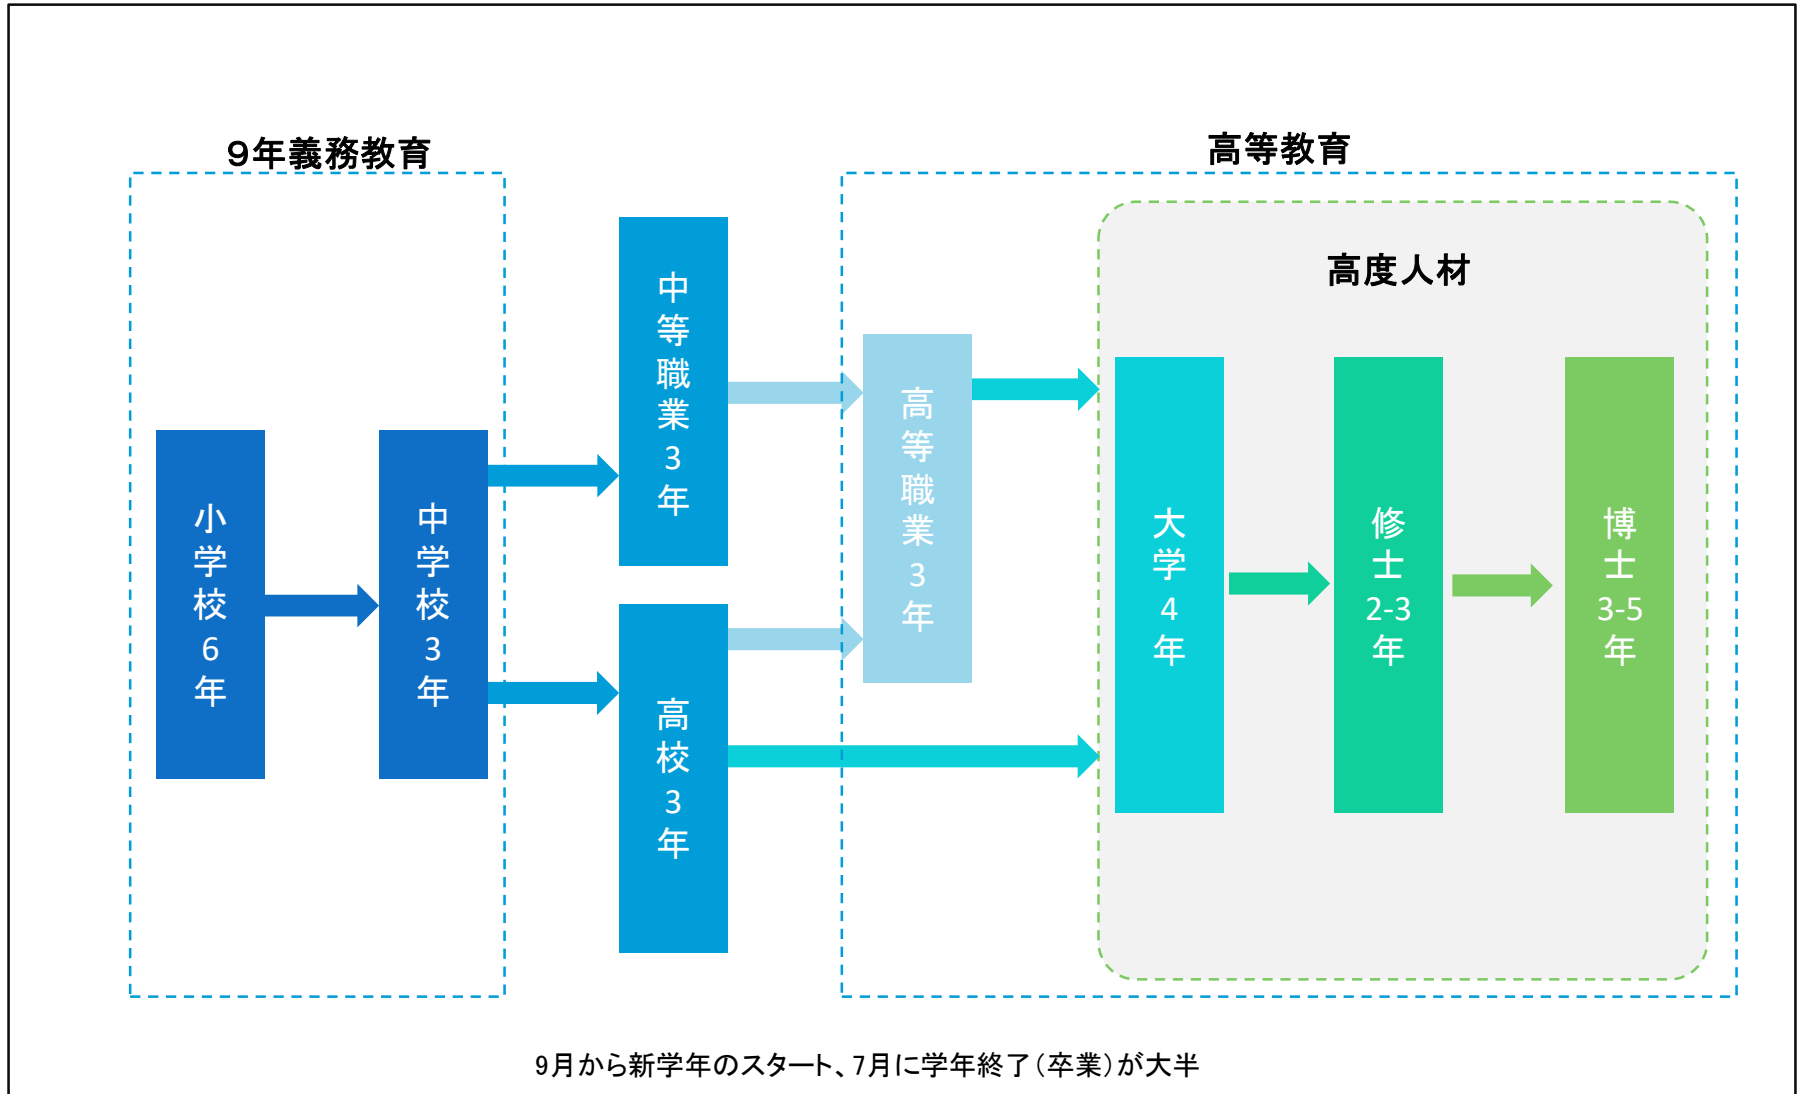 ９年義務教育
高等教育
高度人材
小学校6年
中学校3年
中等職業3年
高校3年
高等職業3年
大学4年
修士2-3年
博士3-5年
9月から新学年のスタート、7月に学年終了（卒業）が大半